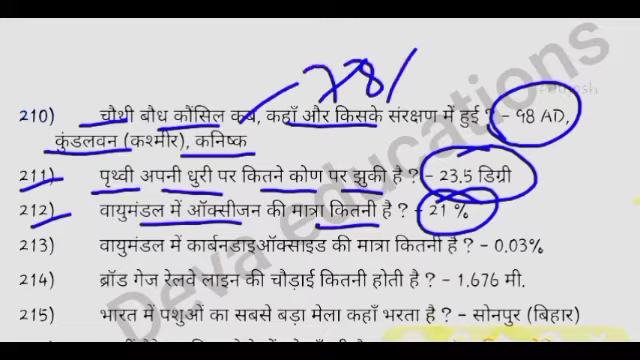 781
210) चौथी बौध कौंसिल कब, कहाँ और किसके संरक्षण में हुई ? - 98 AD,
कुंडलवन (कश्मीर), कनिष्क
211) पृथ्वी अपनी धुरी पर कितने कोण पर झुकी है ? - 23.5 डिग्री
212) वायुमंडल में ऑक्सीजन की मात्रा कितनी है ? - 21 %
213) वायुमंडल में कार्बनडाइऑक्साइड की मात्रा कितनी है ? - 0.03%
214) ब्रॉड गेज रेलवे लाइन की चौड़ाई कितनी होती है ? - 1.676 मी.
215) भारत में पशुओं का सबसे बड़ा मेला कहाँ भरता है ? - सोनपुर (बिहार)
Deva educations